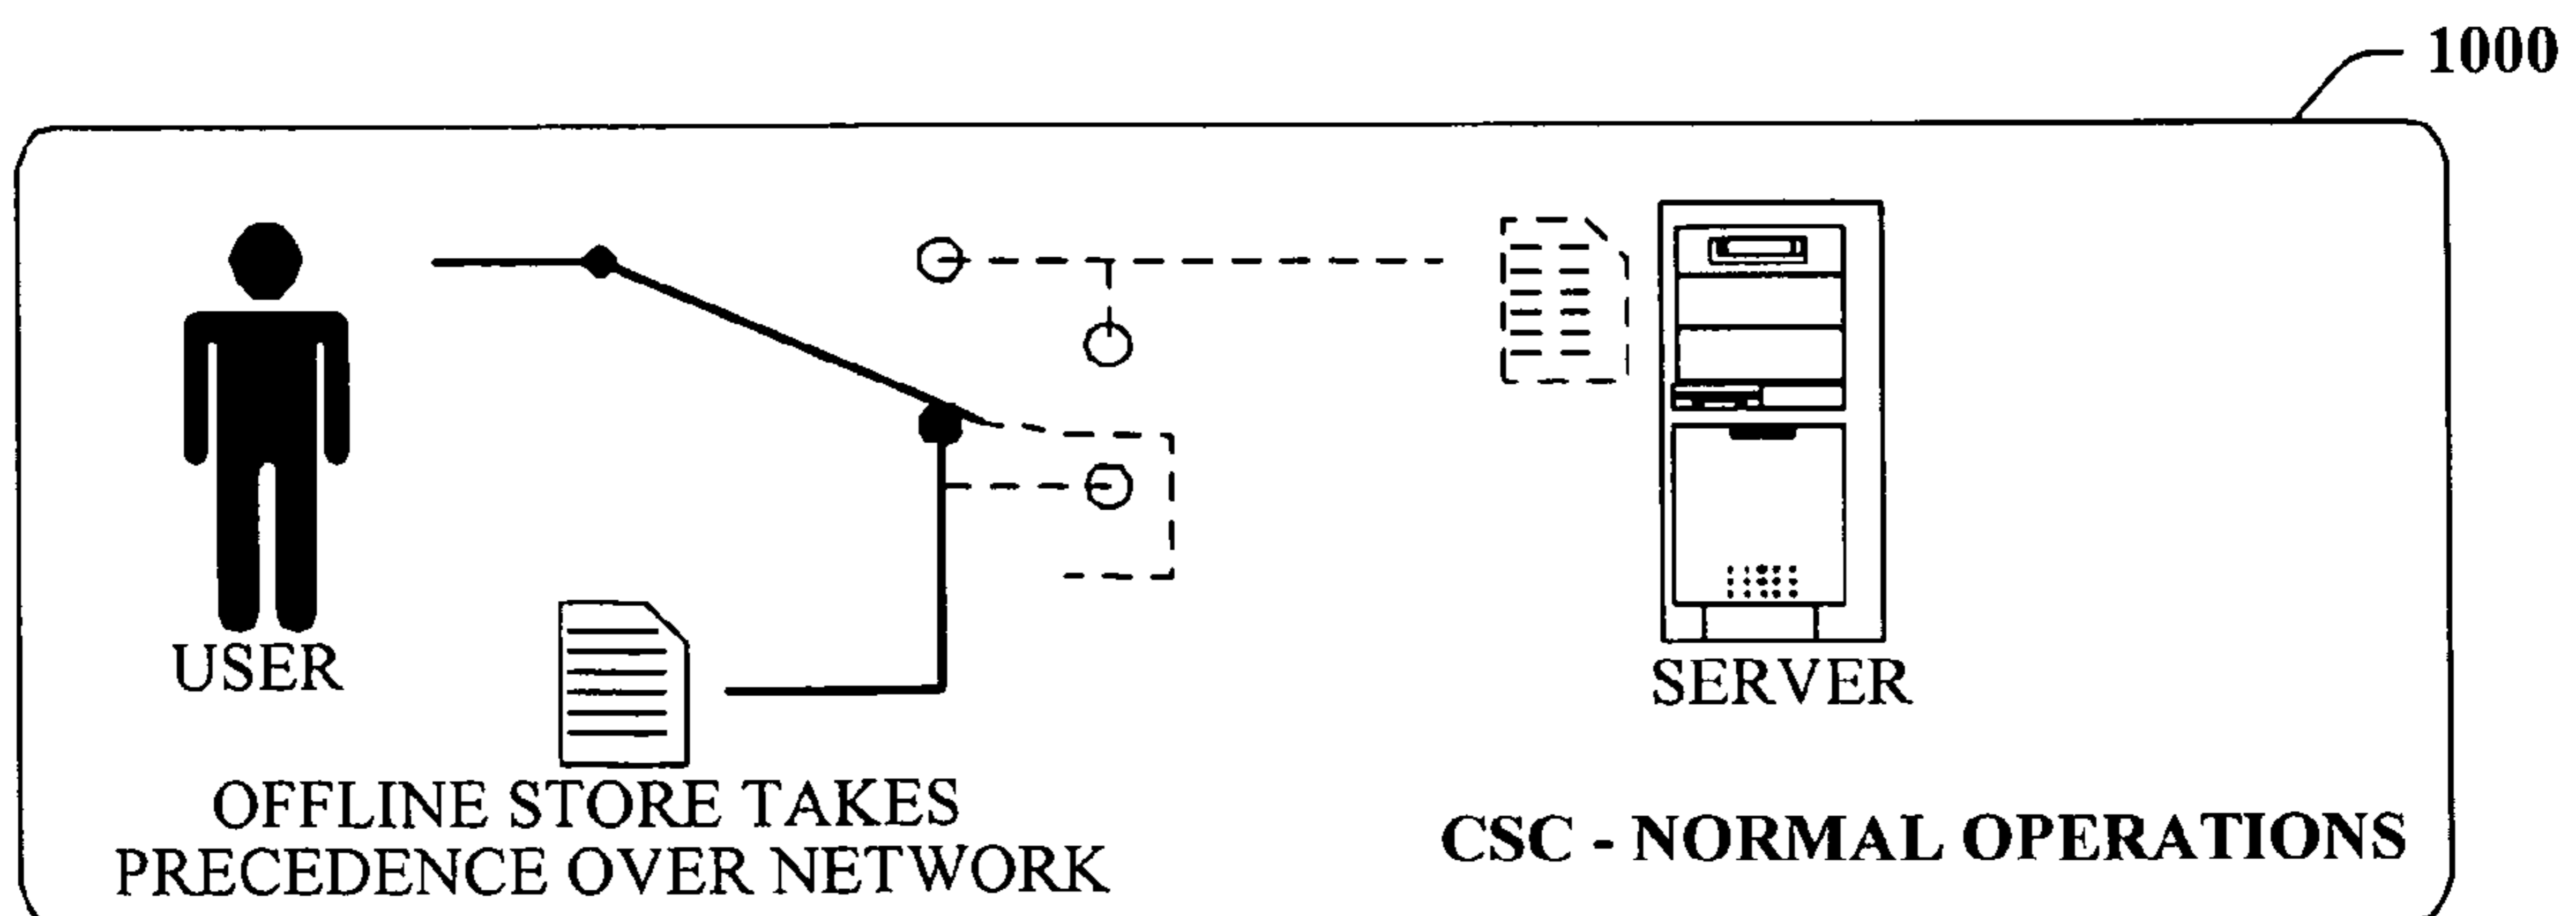 1000
USER
SERVER
OFFLINE STORE TAKES
PRECEDENCE OVER NETWORK
CSC - NORMAL OPERATIONS